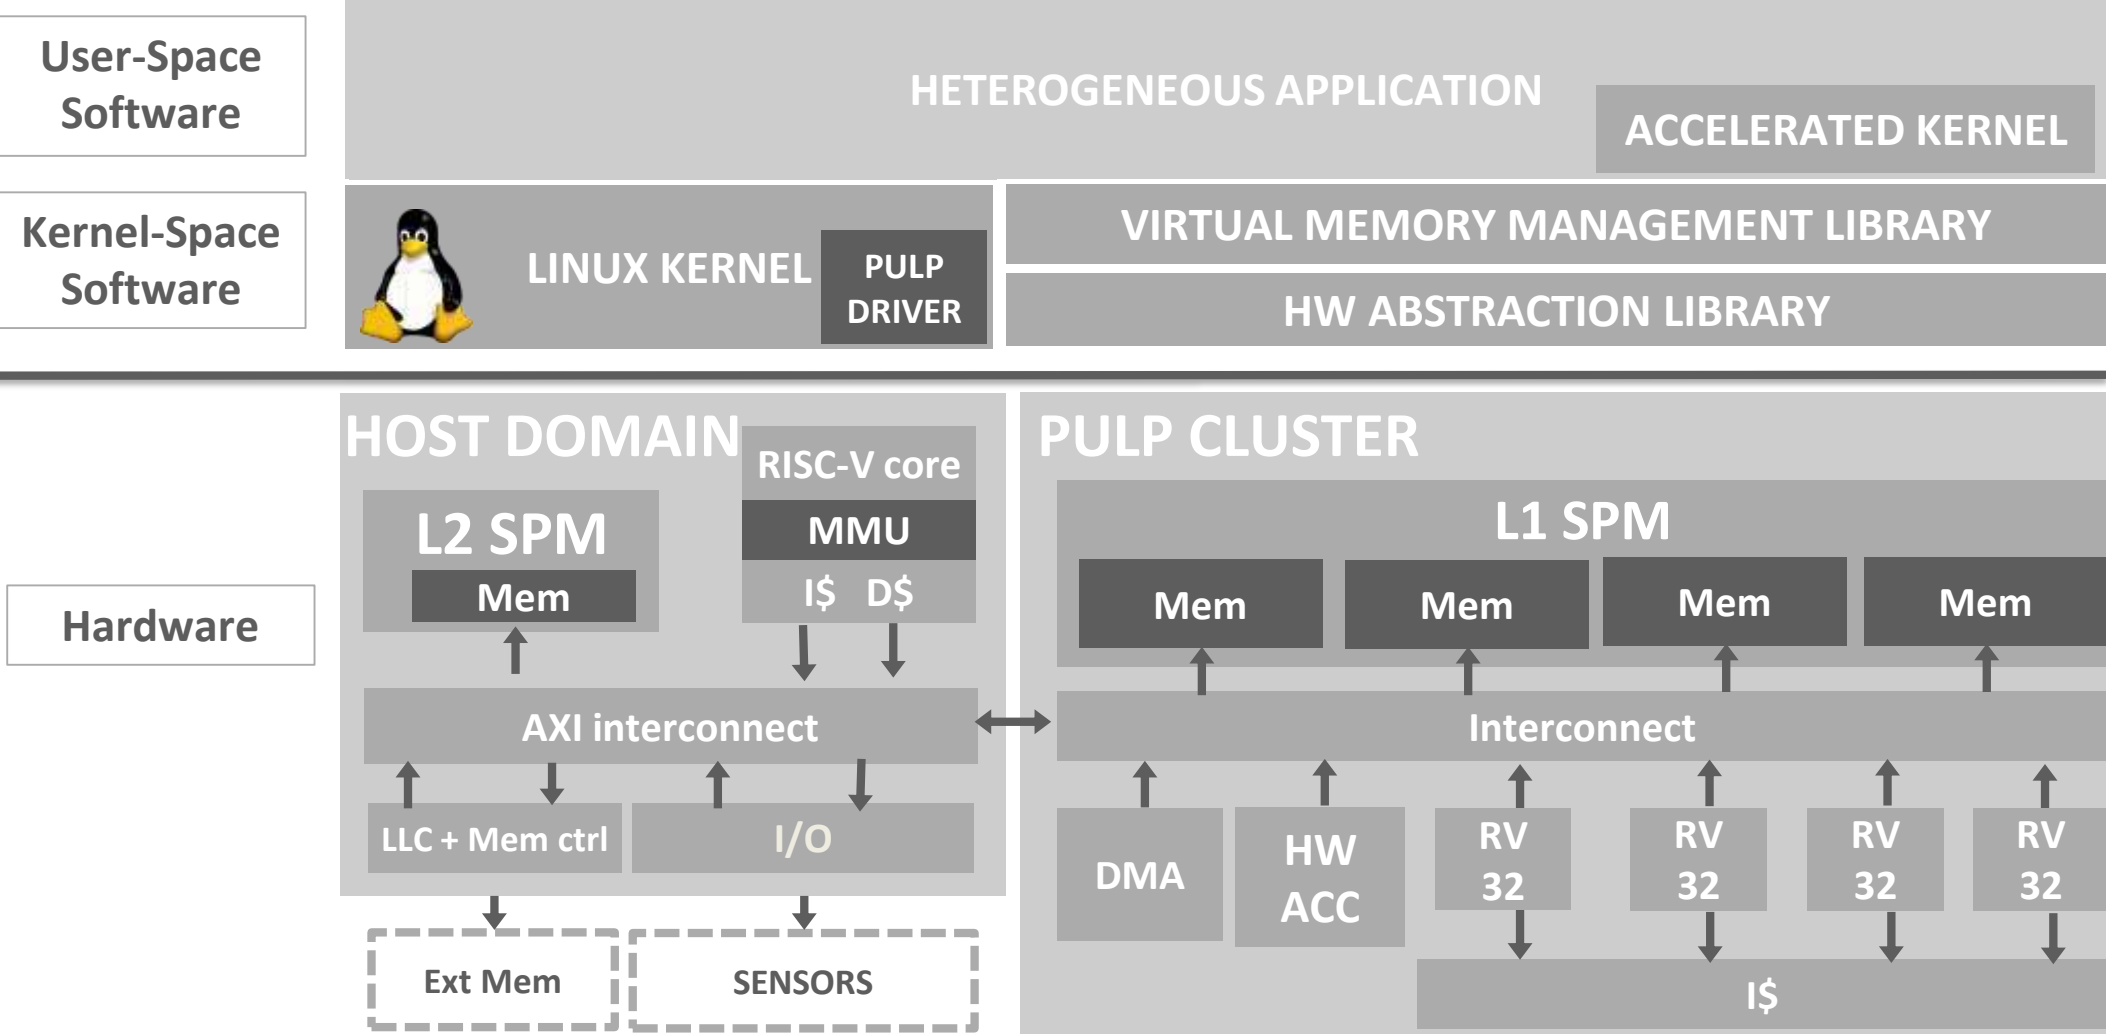 User-Space
Software
HETEROGENEOUS APPLICATION
ACCELERATED KERNEL
Kernel-Space
Software
LINUX KERNEL
PULP
DRIVER
VIRTUAL MEMORY MANAGEMENT LIBRARY
HW ABSTRACTION LIBRARY
Hardware
HOST DOMAIN
RISC-V core
MMU
I$ D$
L2 SPM
Mem
AXI interconnect
LLC + Mem ctrl
I/O
Ext Mem
SENSORS
PULP CLUSTER
L1 SPM
Mem
Mem
Mem
Mem
Interconnect
DMA
HW
ACC
RV
32
RV
32
RV
32
RV
32
I$